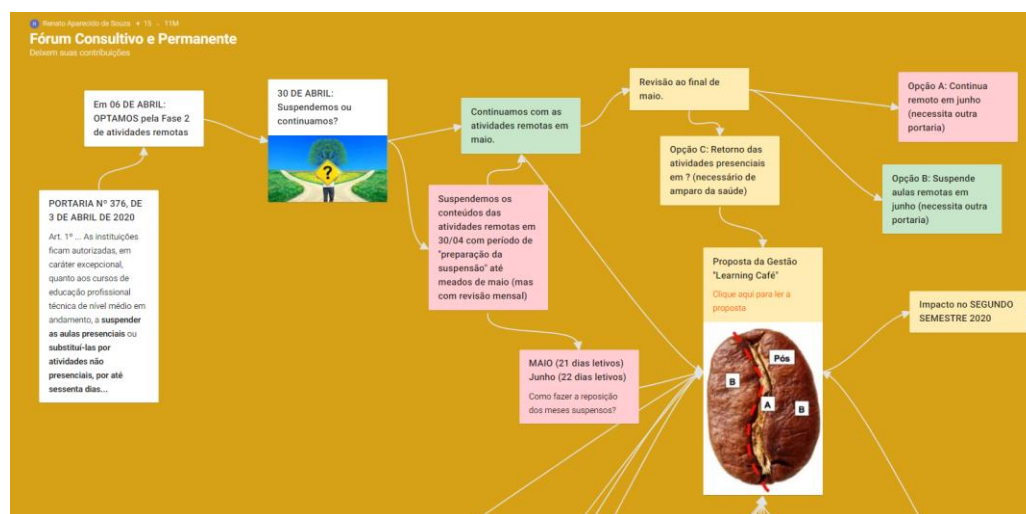 Renato Aparecido de Souza + 15 • 11M
Fórum Consultivo e Permanente
Deixem suas contribuições
Em 06 DE ABRIL:
OPTAMOS pela Fase 2
de atividades remotas
PORTARIA Nº 376, DE
3 DE ABRIL DE 2020
Art. 1º ... As instituições
ficam autorizadas, em
caráter excepcional,
quanto aos cursos de
educação profissional
técnica de nível médio em
andamento, a suspender
as aulas presenciais ou
substituí-las por
atividades não
presenciais, por até
sessenta dias...
30 DE ABRIL:
Suspendemos ou
continuamos?
?
Continuamos com as
atividades remotas em
maio.
Suspendemos os
conteúdos das
atividades remotas em
30/04 com período de
"preparação da
suspensão" até
meados de maio (mas
com revisão mensal)
MAIO (21 dias letivos)
Junho (22 dias letivos)
Como fazer a reposição
dos meses suspensos?
Revisão ao final de
maio.
Opção C: Retorno das
atividades presenciais
em ? (necessário de
amparo da saúde)
Proposta da Gestão
"Learning Café"
Clique aqui para ler a
proposta
Pós
B
A
B
Opção A: Continua
remoto em junho
(necessita outra
portaria)
Opção B: Suspende
aulas remotas em
junho (necessita outra
portaria)
Impacto no SEGUNDO
SEMESTRE 2020